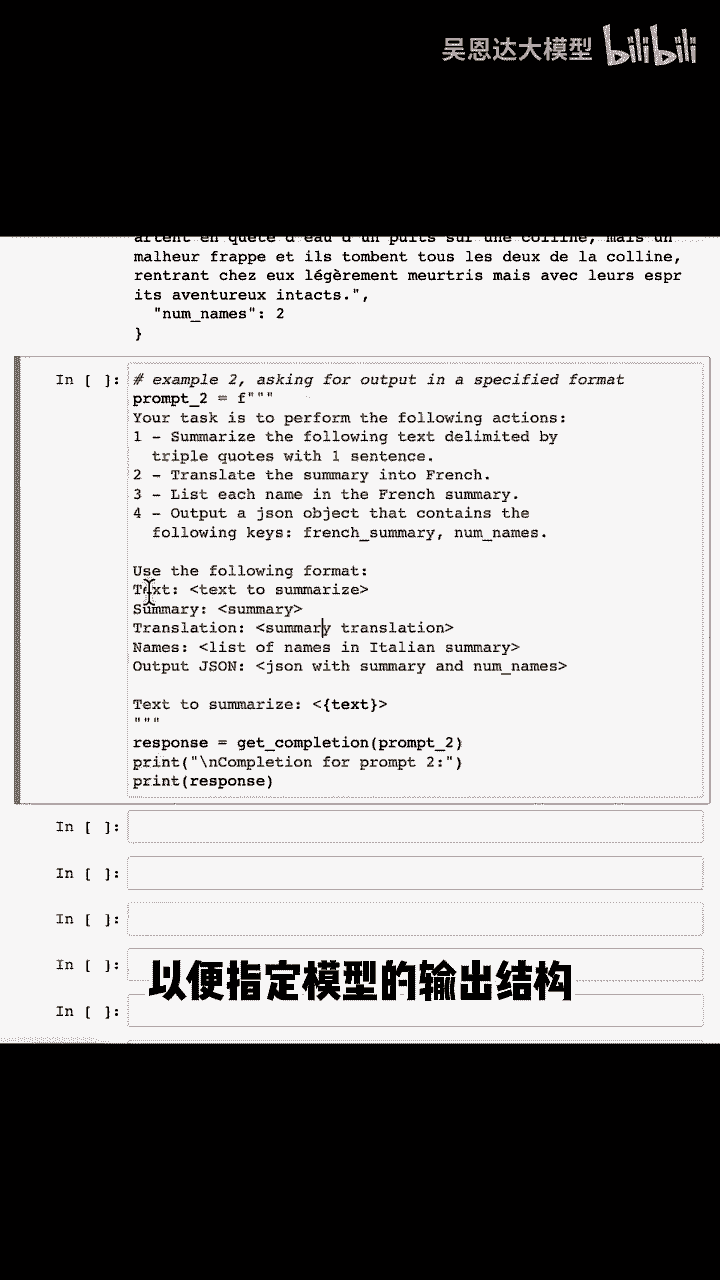 吴恩达大模型 bilibili
artent en quête d'eau d'un puits sur une colline, mais un
malheur frappe et ils tombent tous les deux de la colline,
rentrant chez eux légèrement meurtris mais avec leurs espr
its aventureux intacts.",
"num_names": 2
}
In [ ]: # example 2, asking for output in a specified format
prompt_2 = f"""
Your task is to perform the following actions:
1 - Summarize the following text delimited by
triple quotes with 1 sentence.
2 - Translate the summary into French.
3 - List each name in the French summary.
4 - Output a json object that contains the
following keys: french_summary, num_names.
Use the following format:
Text: <text to summarize>
Summary: <summary>
Translation: <summary translation>
Names: <list of names in Italian summary>
Output JSON: <json with summary and num_names>
Text to summarize: <{text}>
"""
response = get_completion(prompt_2)
print("\nCompletion for prompt 2:")
print(response)
In [ ]:
In [ ]:
In [ ]:
In [ ]:
以便指定模型的输出结构
In [ ]: